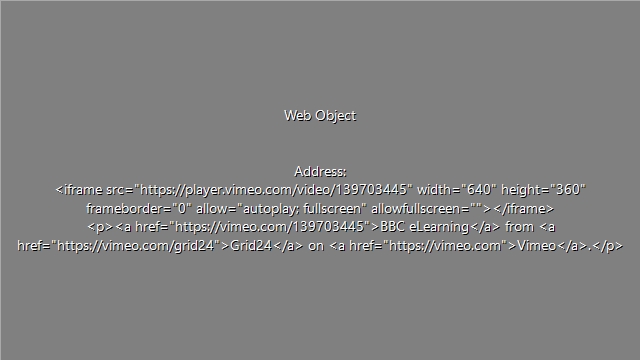 Web Object
Address:
<iframe src="https://player.vimeo.com/video/139703445" width="640" height="360"
frameborder="0" allow="autoplay; fullscreen" allowfullscreen=""></iframe>
<p><a href="https://vimeo.com/139703445">BBC eLearning</a> from <a
href="https://vimeo.com/grid24">Grid24</a> on <a href="https://vimeo.com">Vimeo</a>.</p>